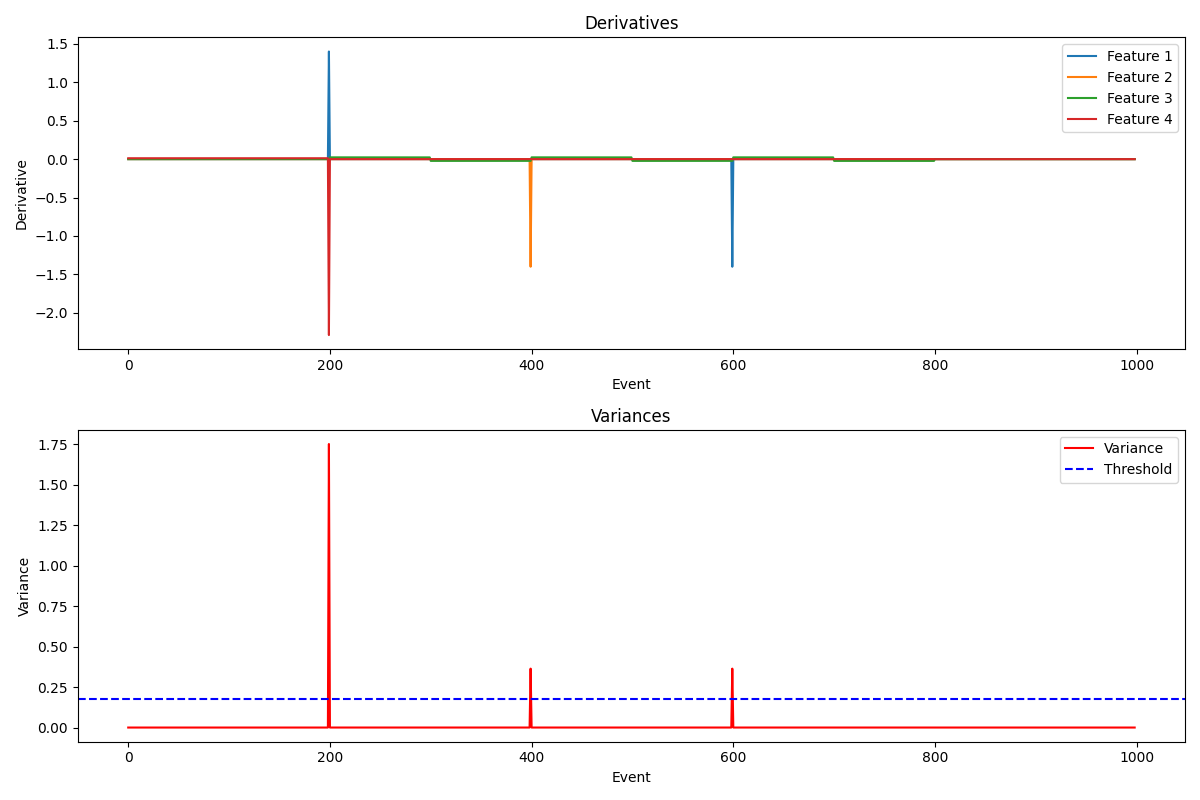 Derivatives
1.5
1.0
0.5
0.0
−0.5
−1.0
−1.5
−2.0
Derivative
Feature 1
Feature 2
Feature 3
Feature 4
0 200 400 600 800 1000
Event
Variances
1.75
1.50
1.25
1.00
0.75
0.50
0.25
0.00
Variance
Variance
Threshold
0 200 400 600 800 1000
Event